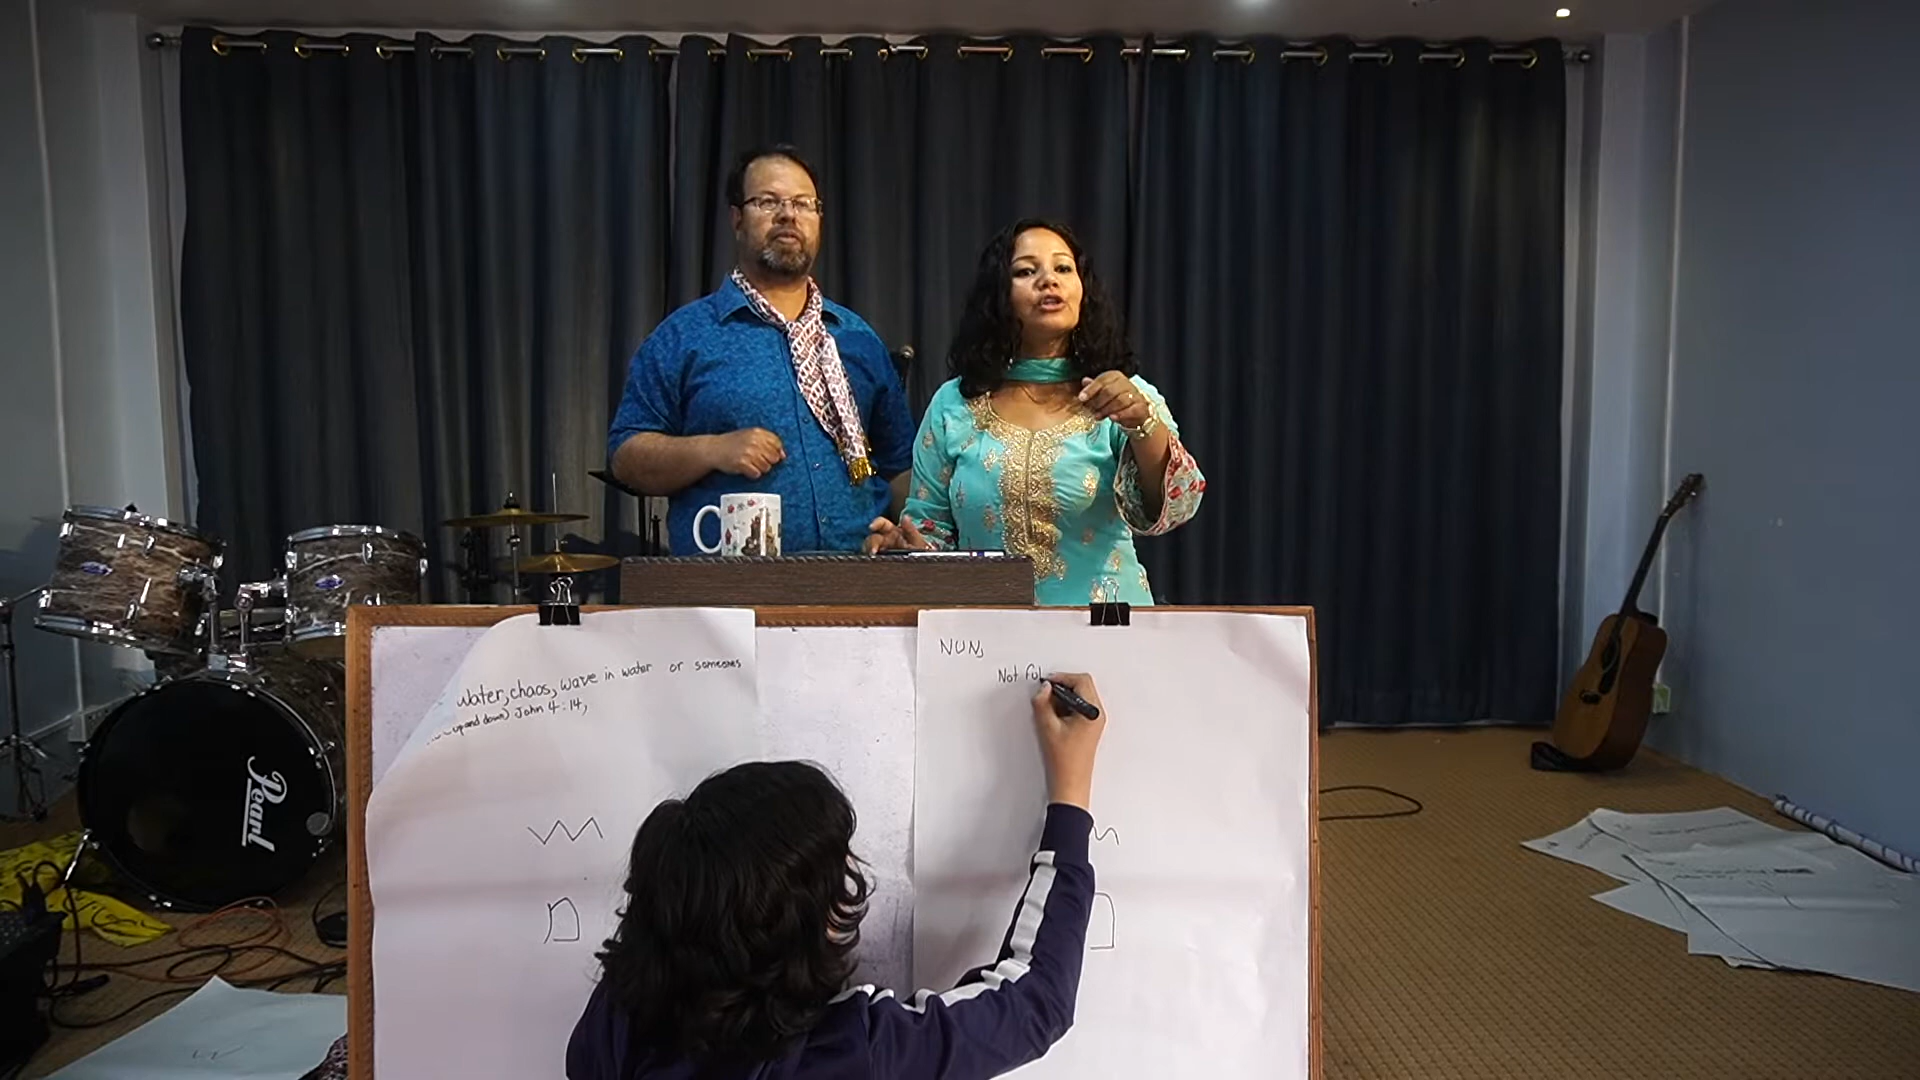 water, chaos, wave in water or someones
up and down) John 4:14,
NUN,
Not ful
Pearl